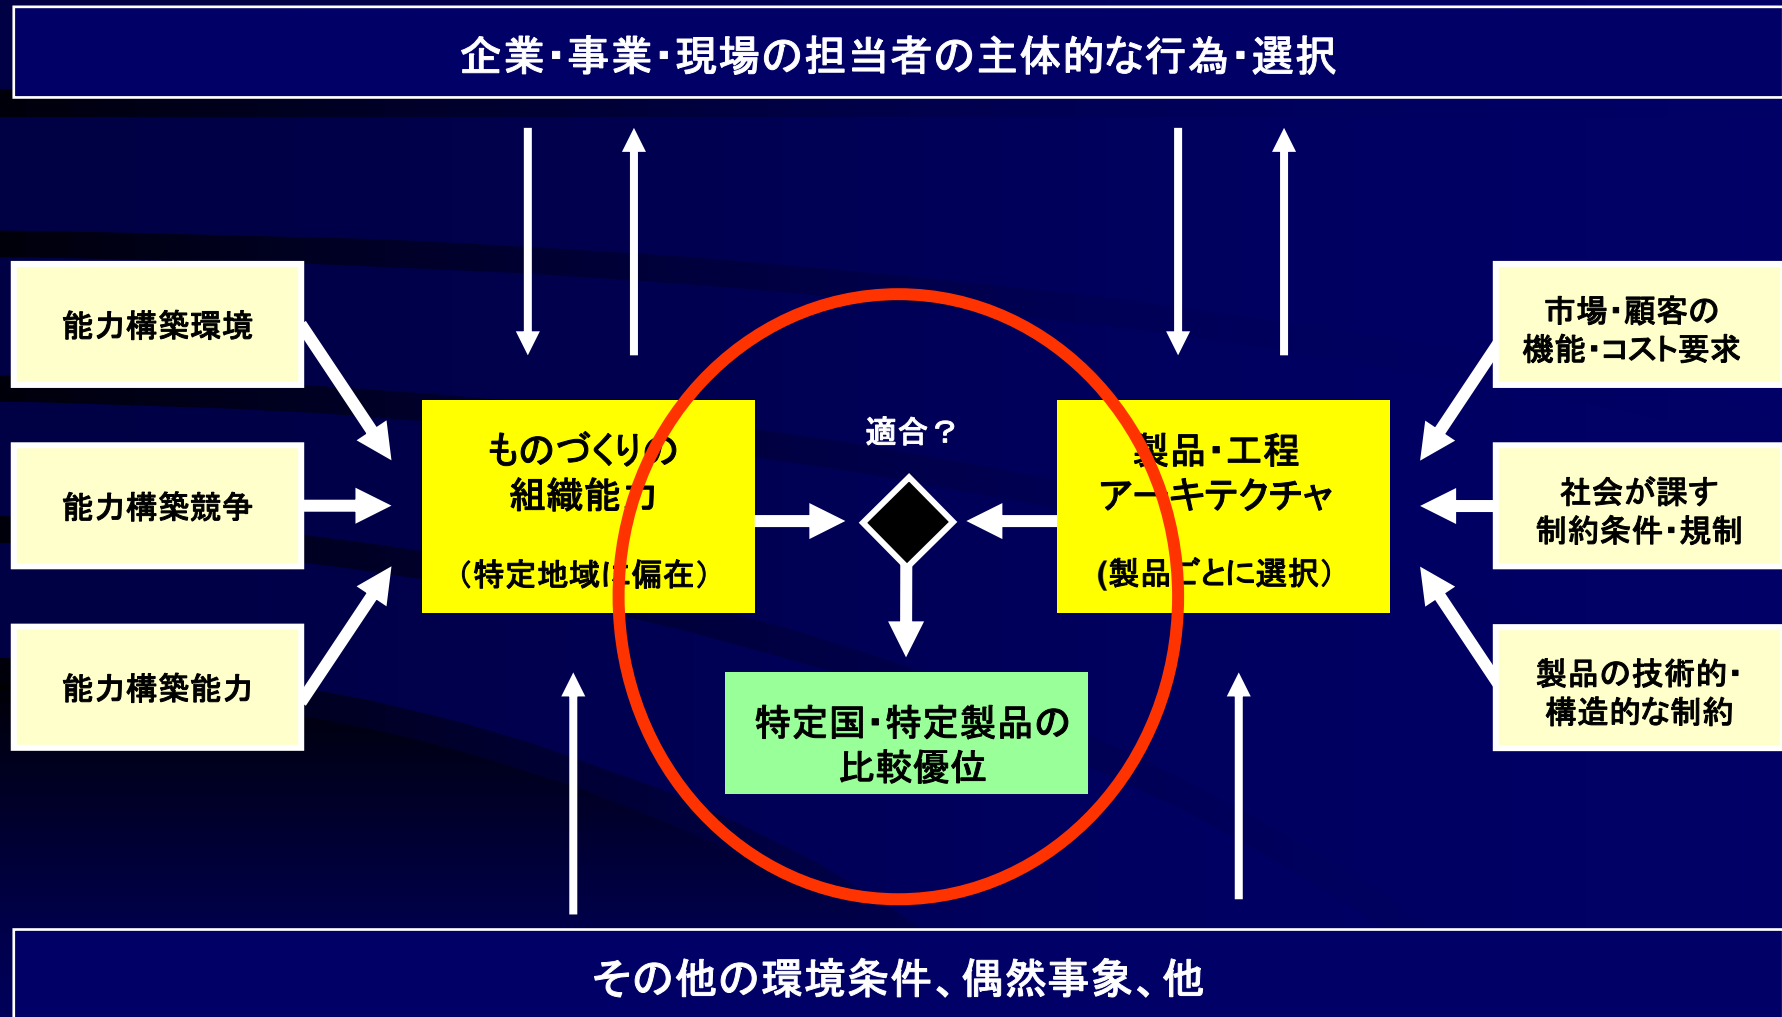 企業・事業・現場の担当者の主体的な行為・選択
能力構築環境
能力構築競争
能力構築能力
ものづくりの
組織能力
（特定地域に偏在）
適合？
製品・工程
アーキテクチャ
(製品ごとに選択）
特定国・特定製品の
比較優位
市場・顧客の
機能・コスト要求
社会が課す
制約条件・規制
製品の技術的・
構造的な制約
その他の環境条件、偶然事象、他